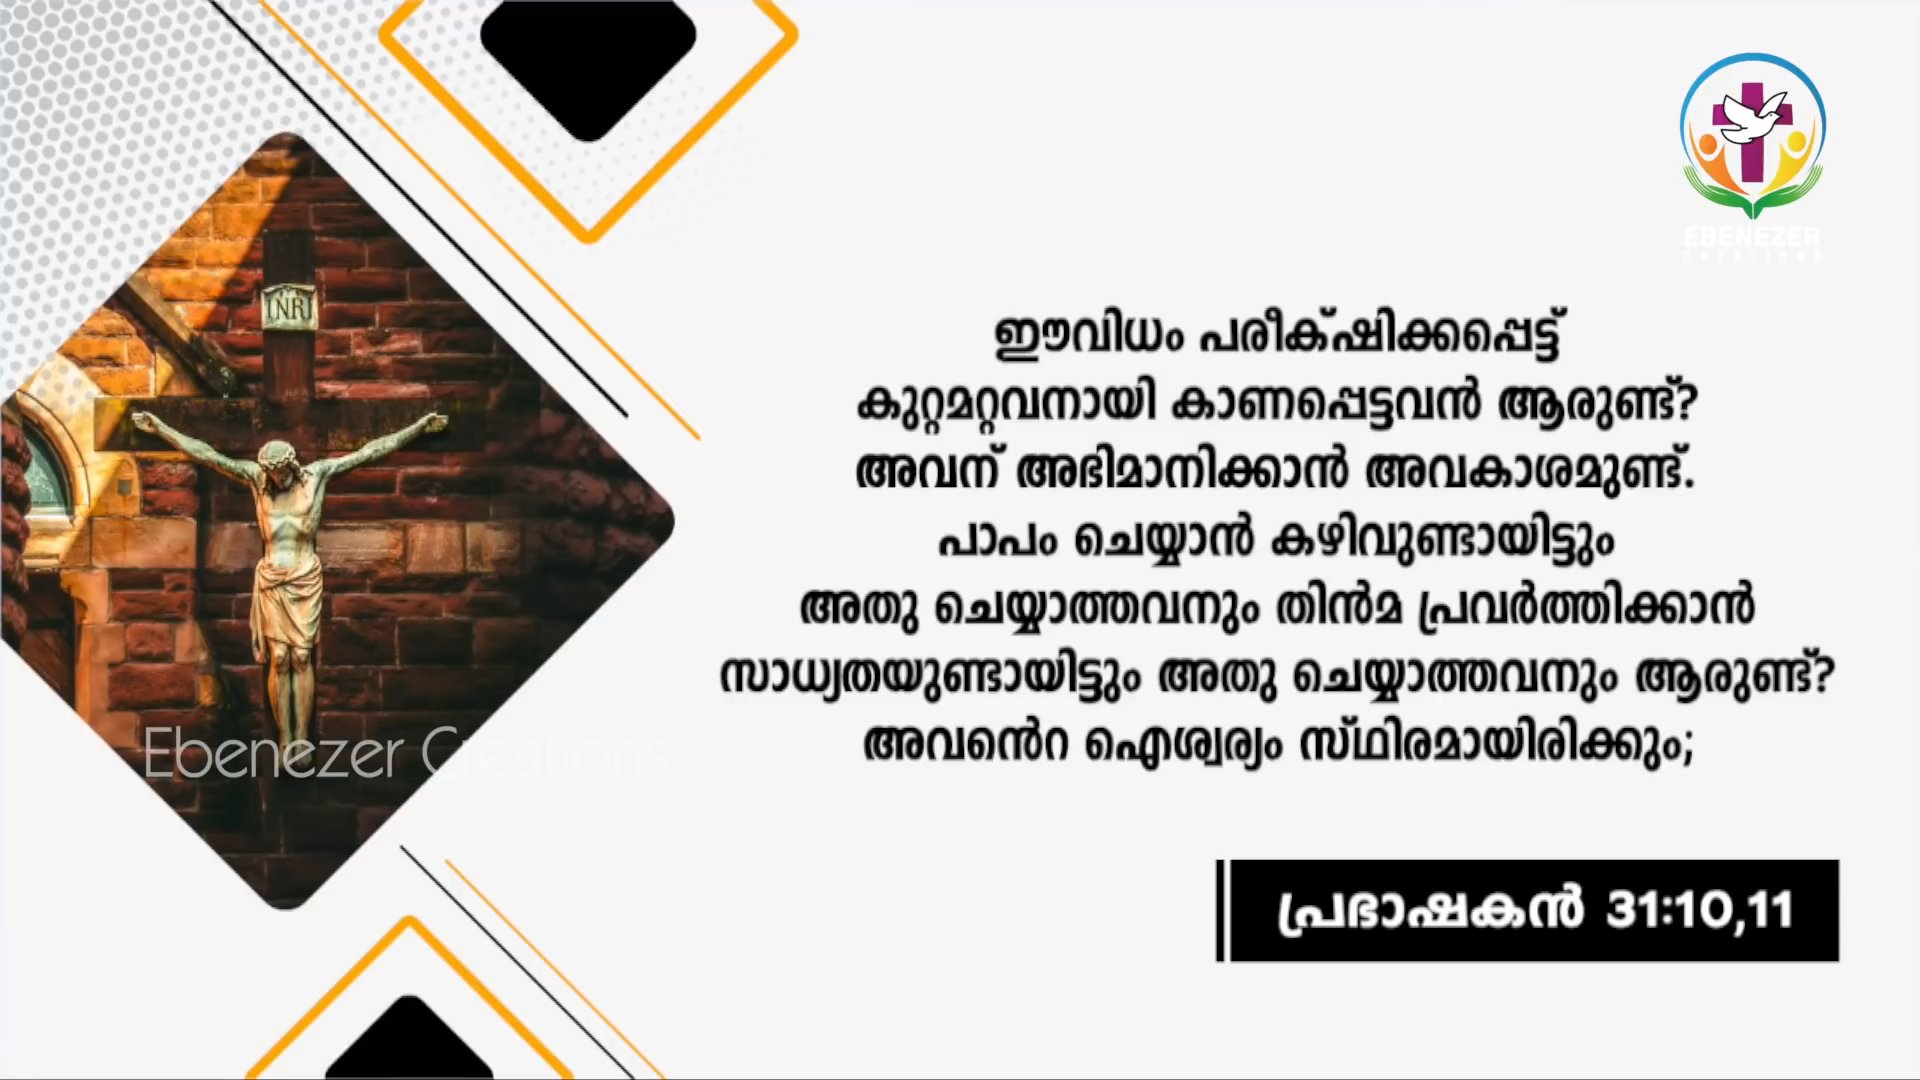 INRI
EBENEZER
CREATIONS
ഈവിധം പരീക്ഷിക്കപ്പെട്ട്
കുറ്റമറ്റവനായി കാണപ്പെട്ടവൻ ആരുണ്ട്?
അവന് അഭിമാനിക്കാൻ അവകാശമുണ്ട്.
പാപം ചെയ്യാൻ കഴിവുണ്ടായിട്ടും
അതു ചെയ്യാത്തവനും തിൻമ പ്രവർത്തിക്കാൻ
സാധ്യതയുണ്ടായിട്ടും അതു ചെയ്യാത്തവനും ആരുണ്ട്?
അവൻെറ ഐശ്വര്യം സ്ഥിരമായിരിക്കും;
Ebenezer Creations
പ്രഭാഷകൻ 31:10,11